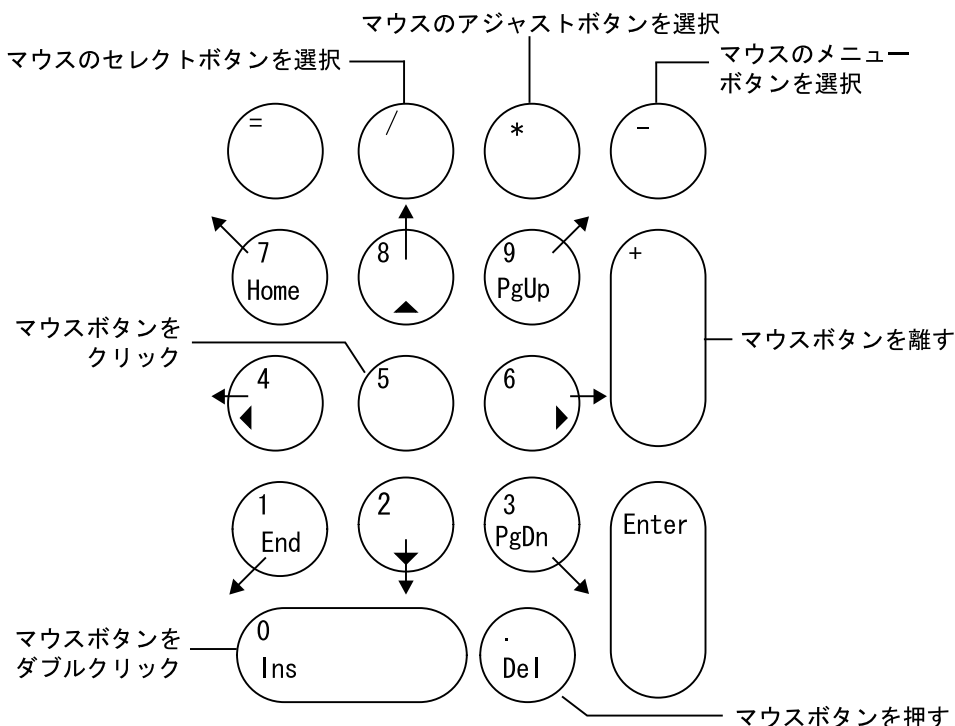 マウスのアジャストボタンを選択
マウスのセレクトボタンを選択
マウスのメニュー
ボタンを選択
=
/
*
-
7
Home
8
9
PgUp
+
マウスボタンを
クリック
マウスボタンを離す
4
5
6
1
End
2
3
PgDn
Enter
マウスボタンを
ダブルクリック
0
Ins
.
Del
マウスボタンを押す